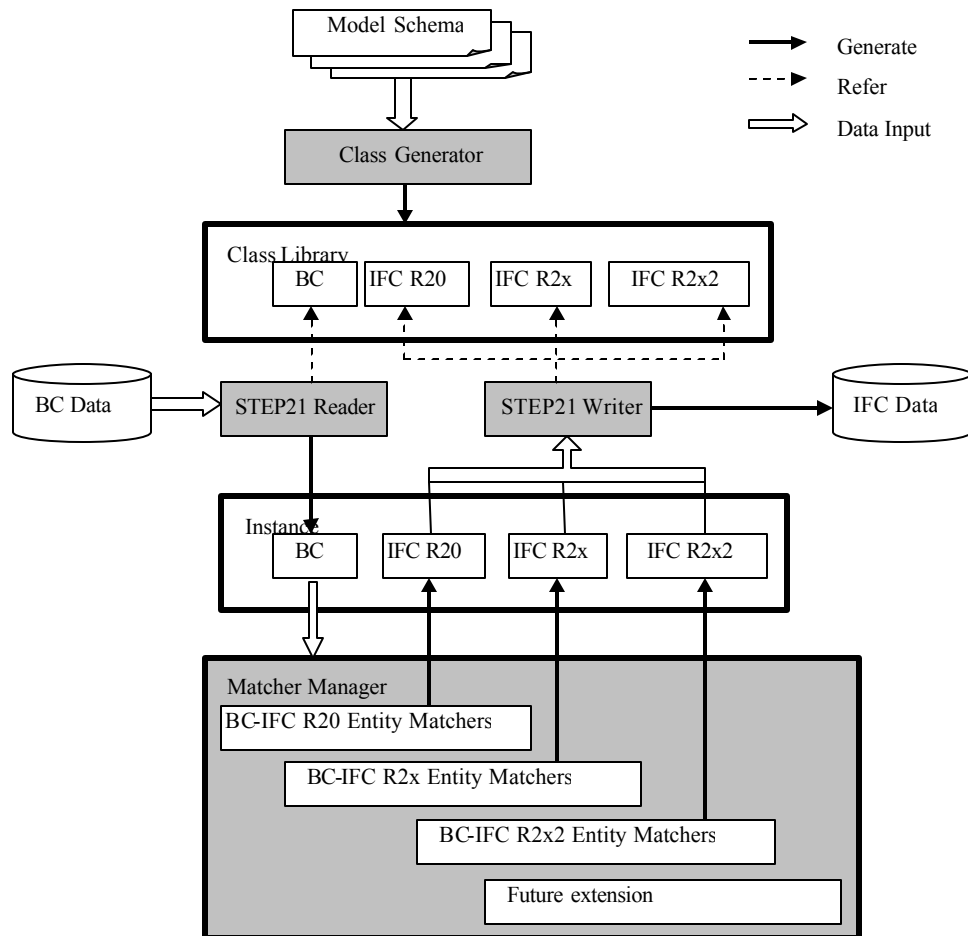 Model Schema
Generate
Refer
Data Input
Class Generator
Class Library
BC
IFC R20
IFC R2x
IFC R2x2
BC Data
STEP21 Reader
STEP21 Writer
IFC Data
Instance
BC
IFC R20
IFC R2x
IFC R2x2
Matcher Manager
BC-IFC R20 Entity Matchers
BC-IFC R2x Entity Matchers
BC-IFC R2x2 Entity Matchers
Future extension